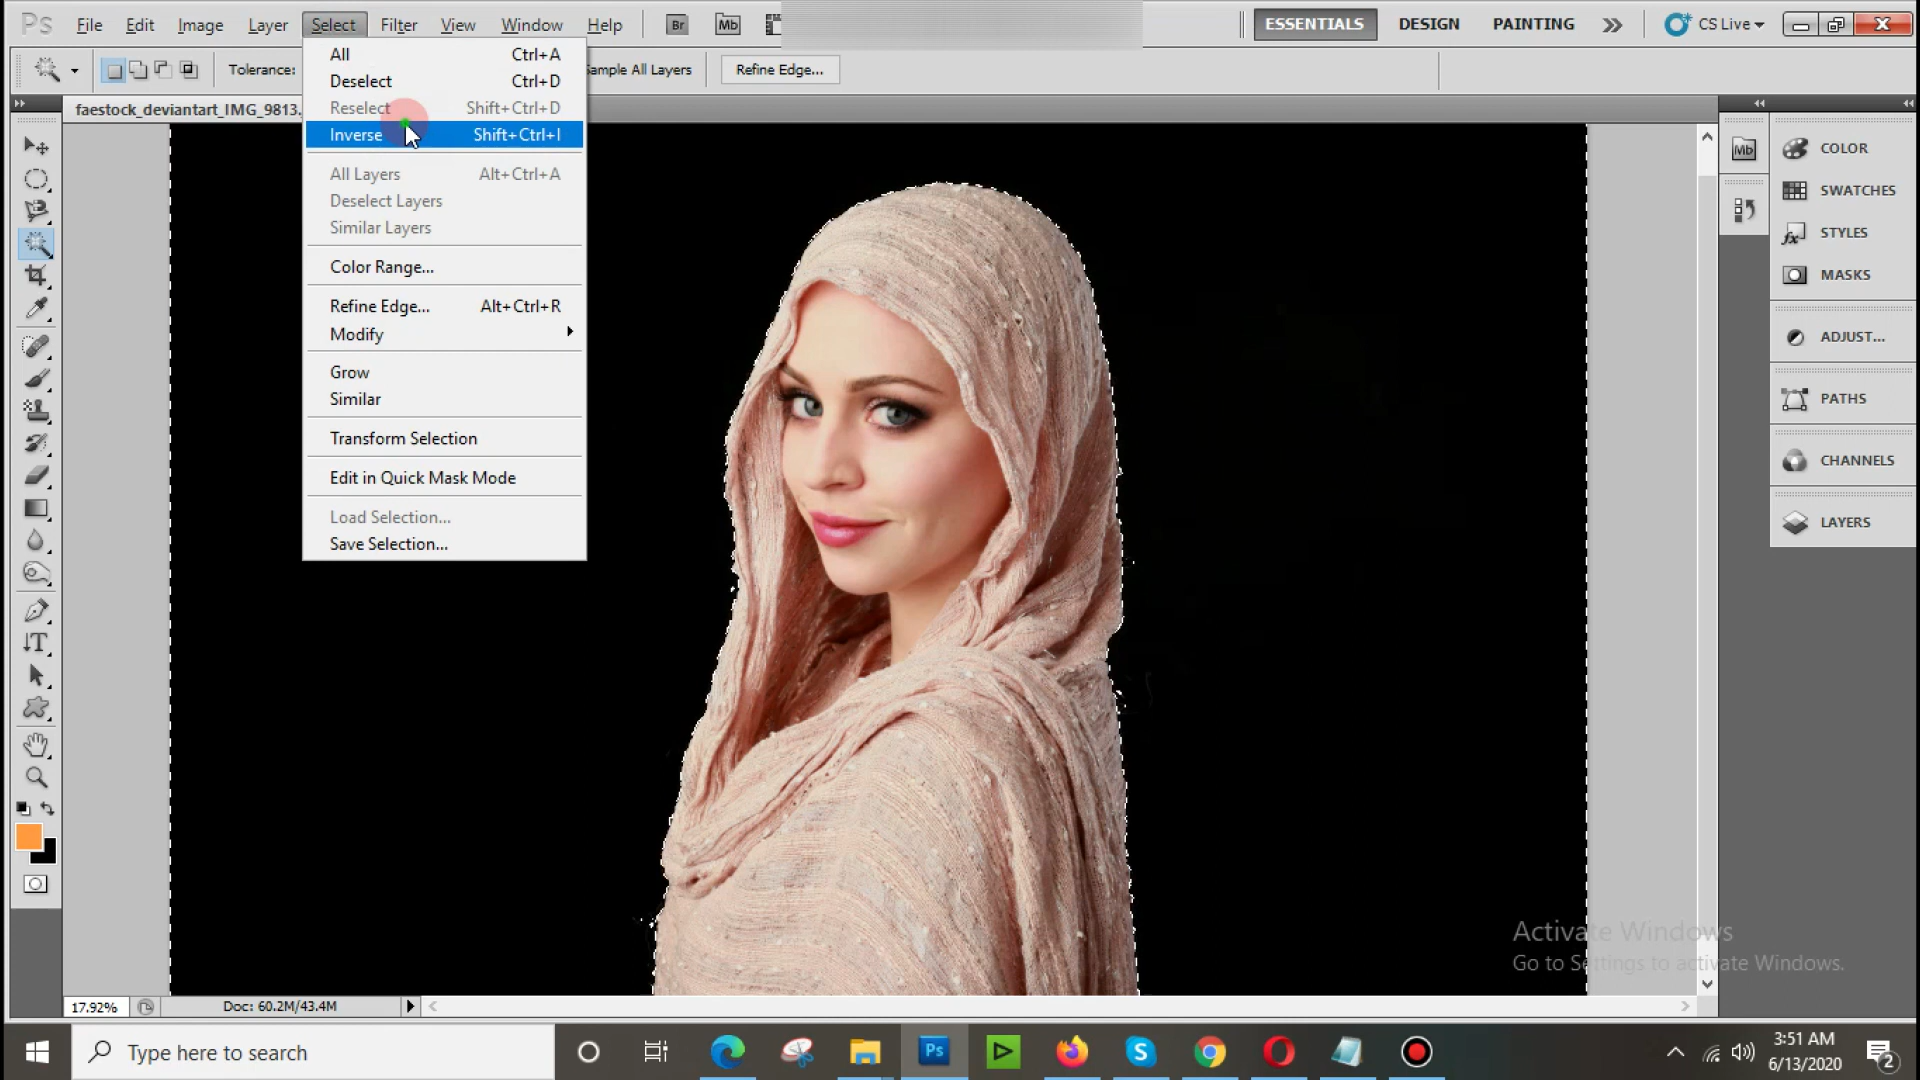 Ps File Edit Image Layer Select Filter View Window Help Br Mb ESSENTIALS DESIGN PAINTING CS Live
Tolerance: Sample All Layers Refine Edge...
faestock_deviantart_IMG_9813.
All Ctrl+A
Deselect Ctrl+D
Reselect Shift+Ctrl+D
Inverse Shift+Ctrl+I
All Layers Alt+Ctrl+A
Deselect Layers
Similar Layers
Color Range...
Refine Edge... Alt+Ctrl+R
Modify
Grow
Similar
Transform Selection
Edit in Quick Mask Mode
Load Selection...
Save Selection...
Mb
COLOR
SWATCHES
STYLES
MASKS
ADJUST...
PATHS
CHANNELS
LAYERS
Activate Windows
Go to Settings to activate Windows.
17.92% Doc: 60.2M/43.4M
Type here to search
Ps
3:51 AM
6/13/2020
2